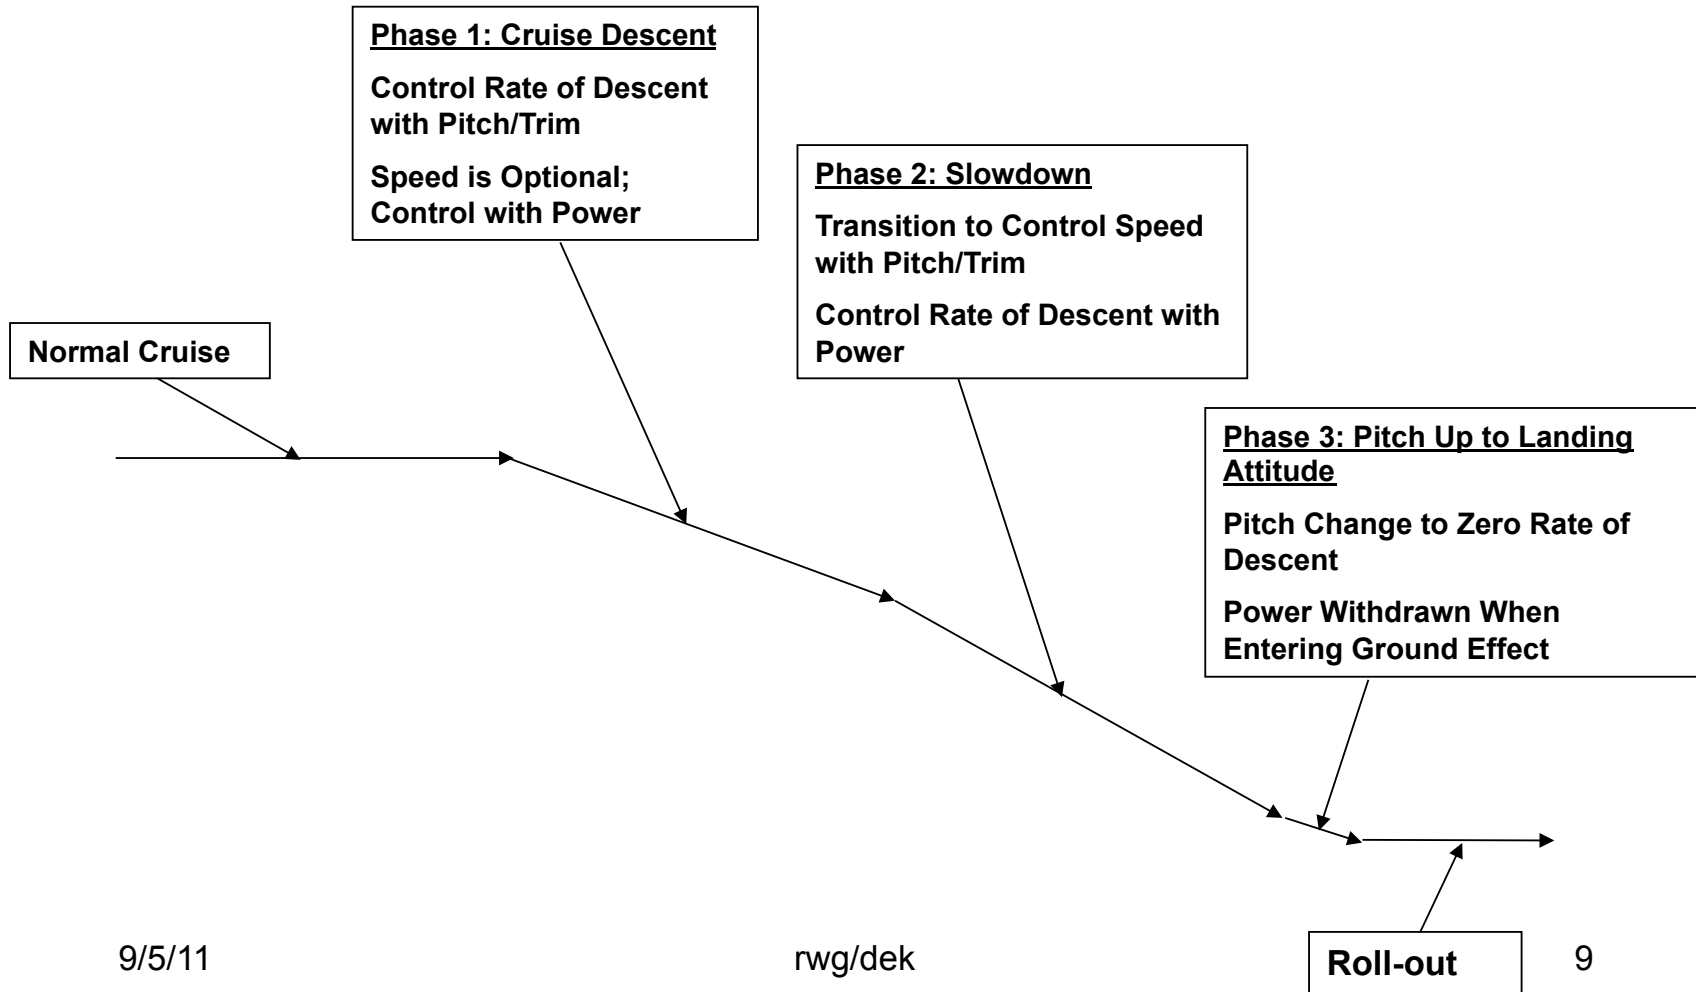 Phase 1: Cruise Descent
Control Rate of Descent
with Pitch/Trim
Speed is Optional;
Control with Power
Phase 2: Slowdown
Transition to Control Speed
with Pitch/Trim
Control Rate of Descent with
Power
Normal Cruise
Phase 3: Pitch Up to Landing
Attitude
Pitch Change to Zero Rate of
Descent
Power Withdrawn When
Entering Ground Effect
Roll-out
9/5/11
rwg/dek
9